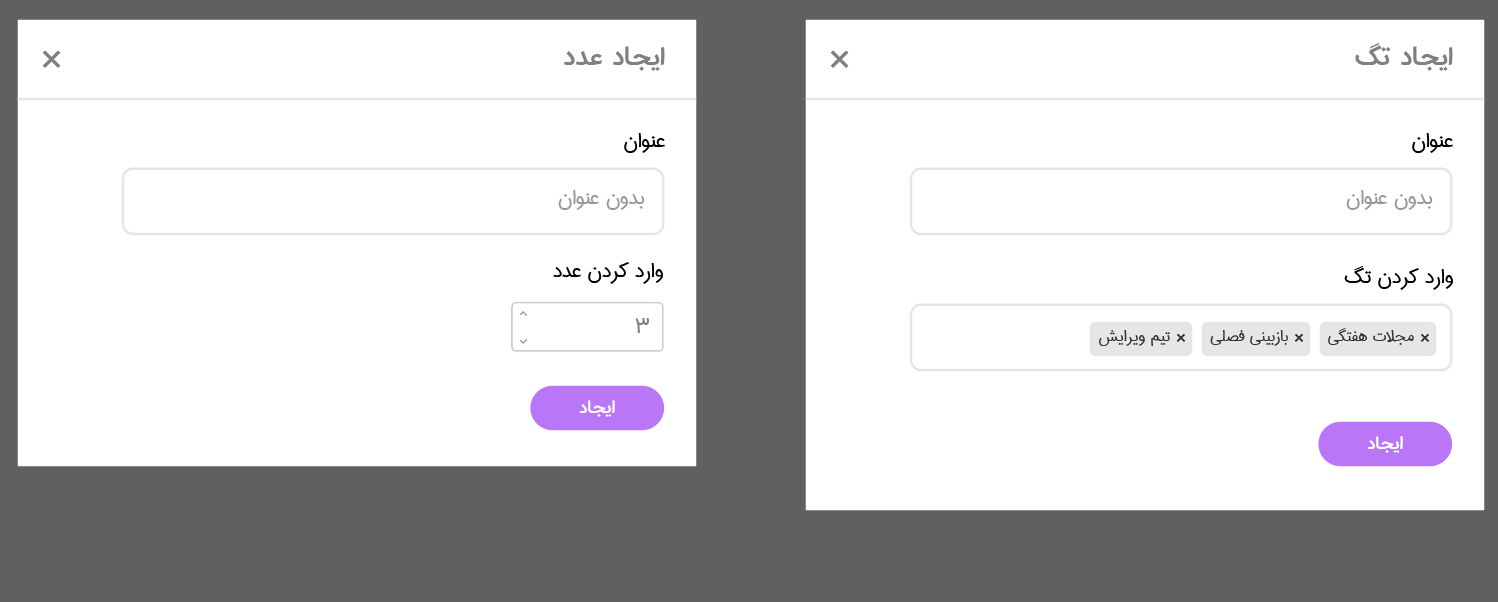 ایجاد تگ
عنوان
بدون عنوان
وارد کردن تگ
مجلات هفتگی
بازبینی فصلی
تیم ویرایش
ایجاد
ایجاد عدد
عنوان
بدون عنوان
وارد کردن عدد
۳
ایجاد